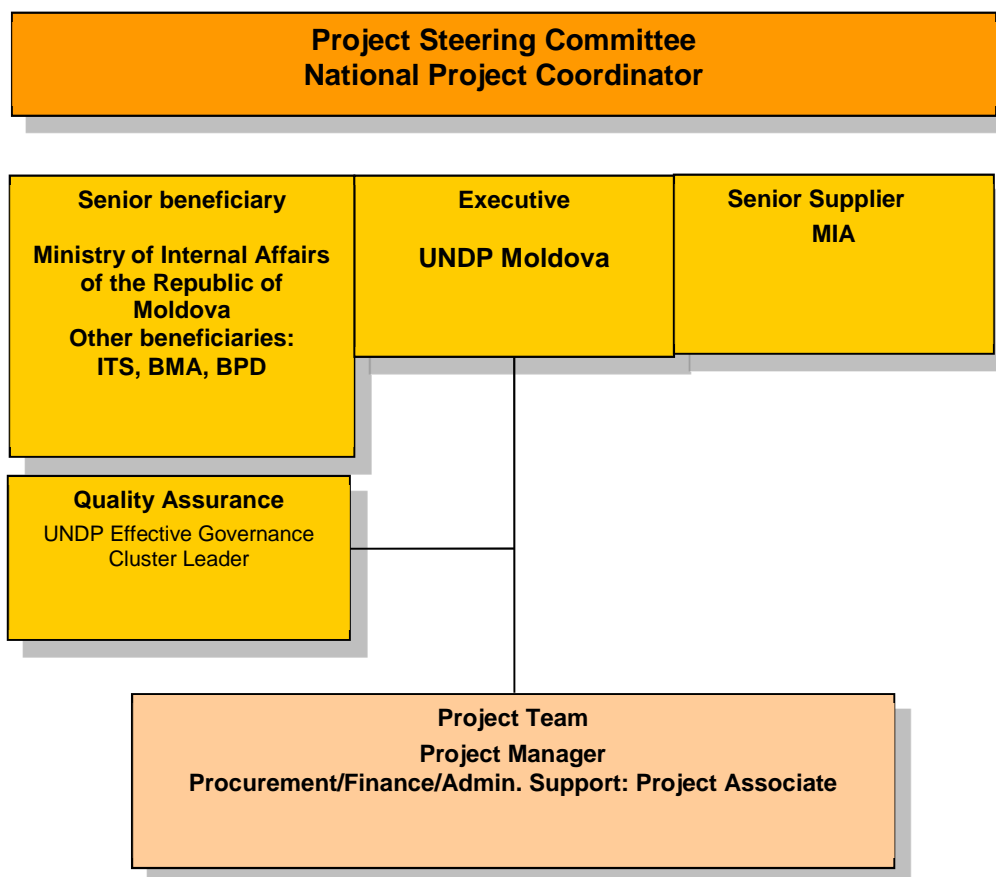 Project Steering Committee
National Project Coordinator
Senior beneficiary
Ministry of Internal Affairs
of the Republic of
Moldova
Other beneficiaries:
ITS, BMA, BPD
Executive
UNDP Moldova
Senior Supplier
MIA
Quality Assurance
UNDP Effective Governance
Cluster Leader
Project Team
Project Manager
Procurement/Finance/Admin. Support: Project Associate